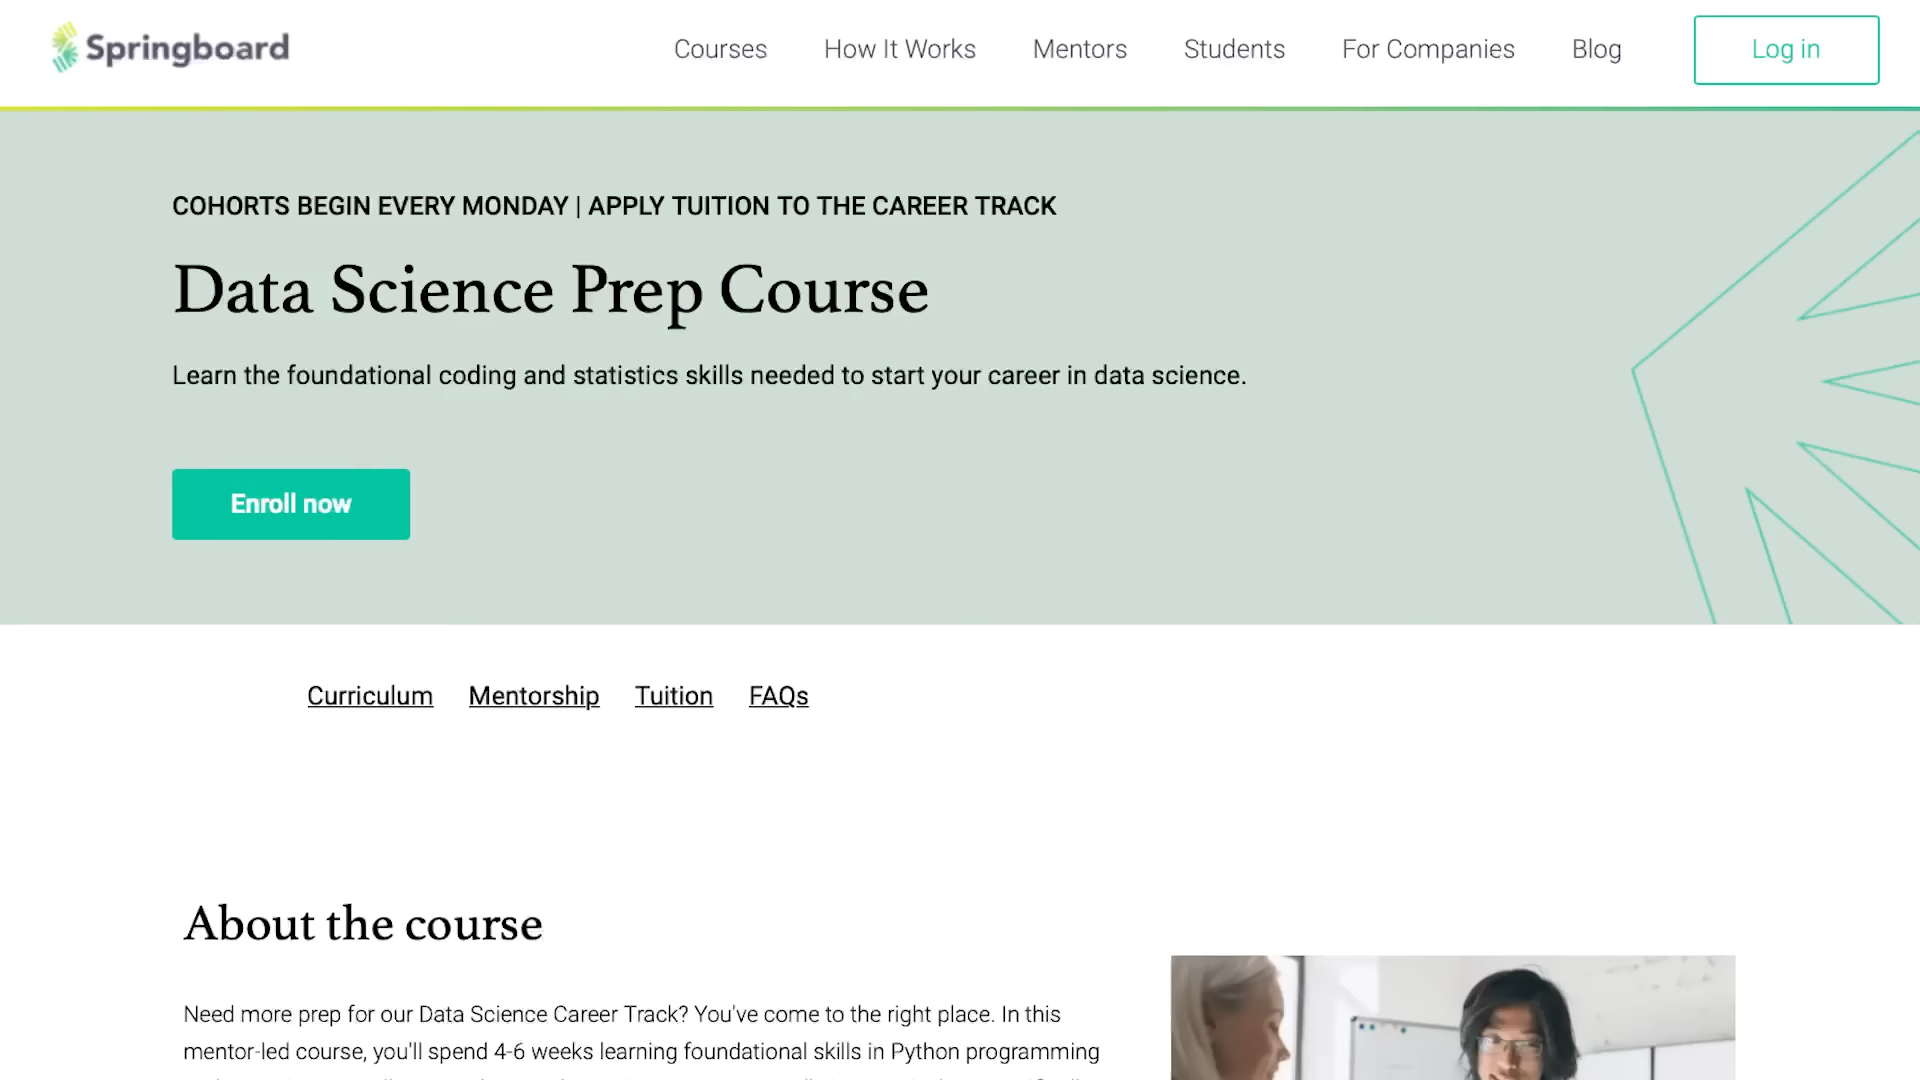 Springboard
Courses How It Works Mentors Students For Companies Blog Log in
COHORTS BEGIN EVERY MONDAY | APPLY TUITION TO THE CAREER TRACK
Data Science Prep Course
Learn the foundational coding and statistics skills needed to start your career in data science.
Enroll now
Curriculum Mentorship Tuition FAQs
About the course
Need more prep for our Data Science Career Track? You've come to the right place. In this
mentor-led course, you'll spend 4-6 weeks learning foundational skills in Python programming